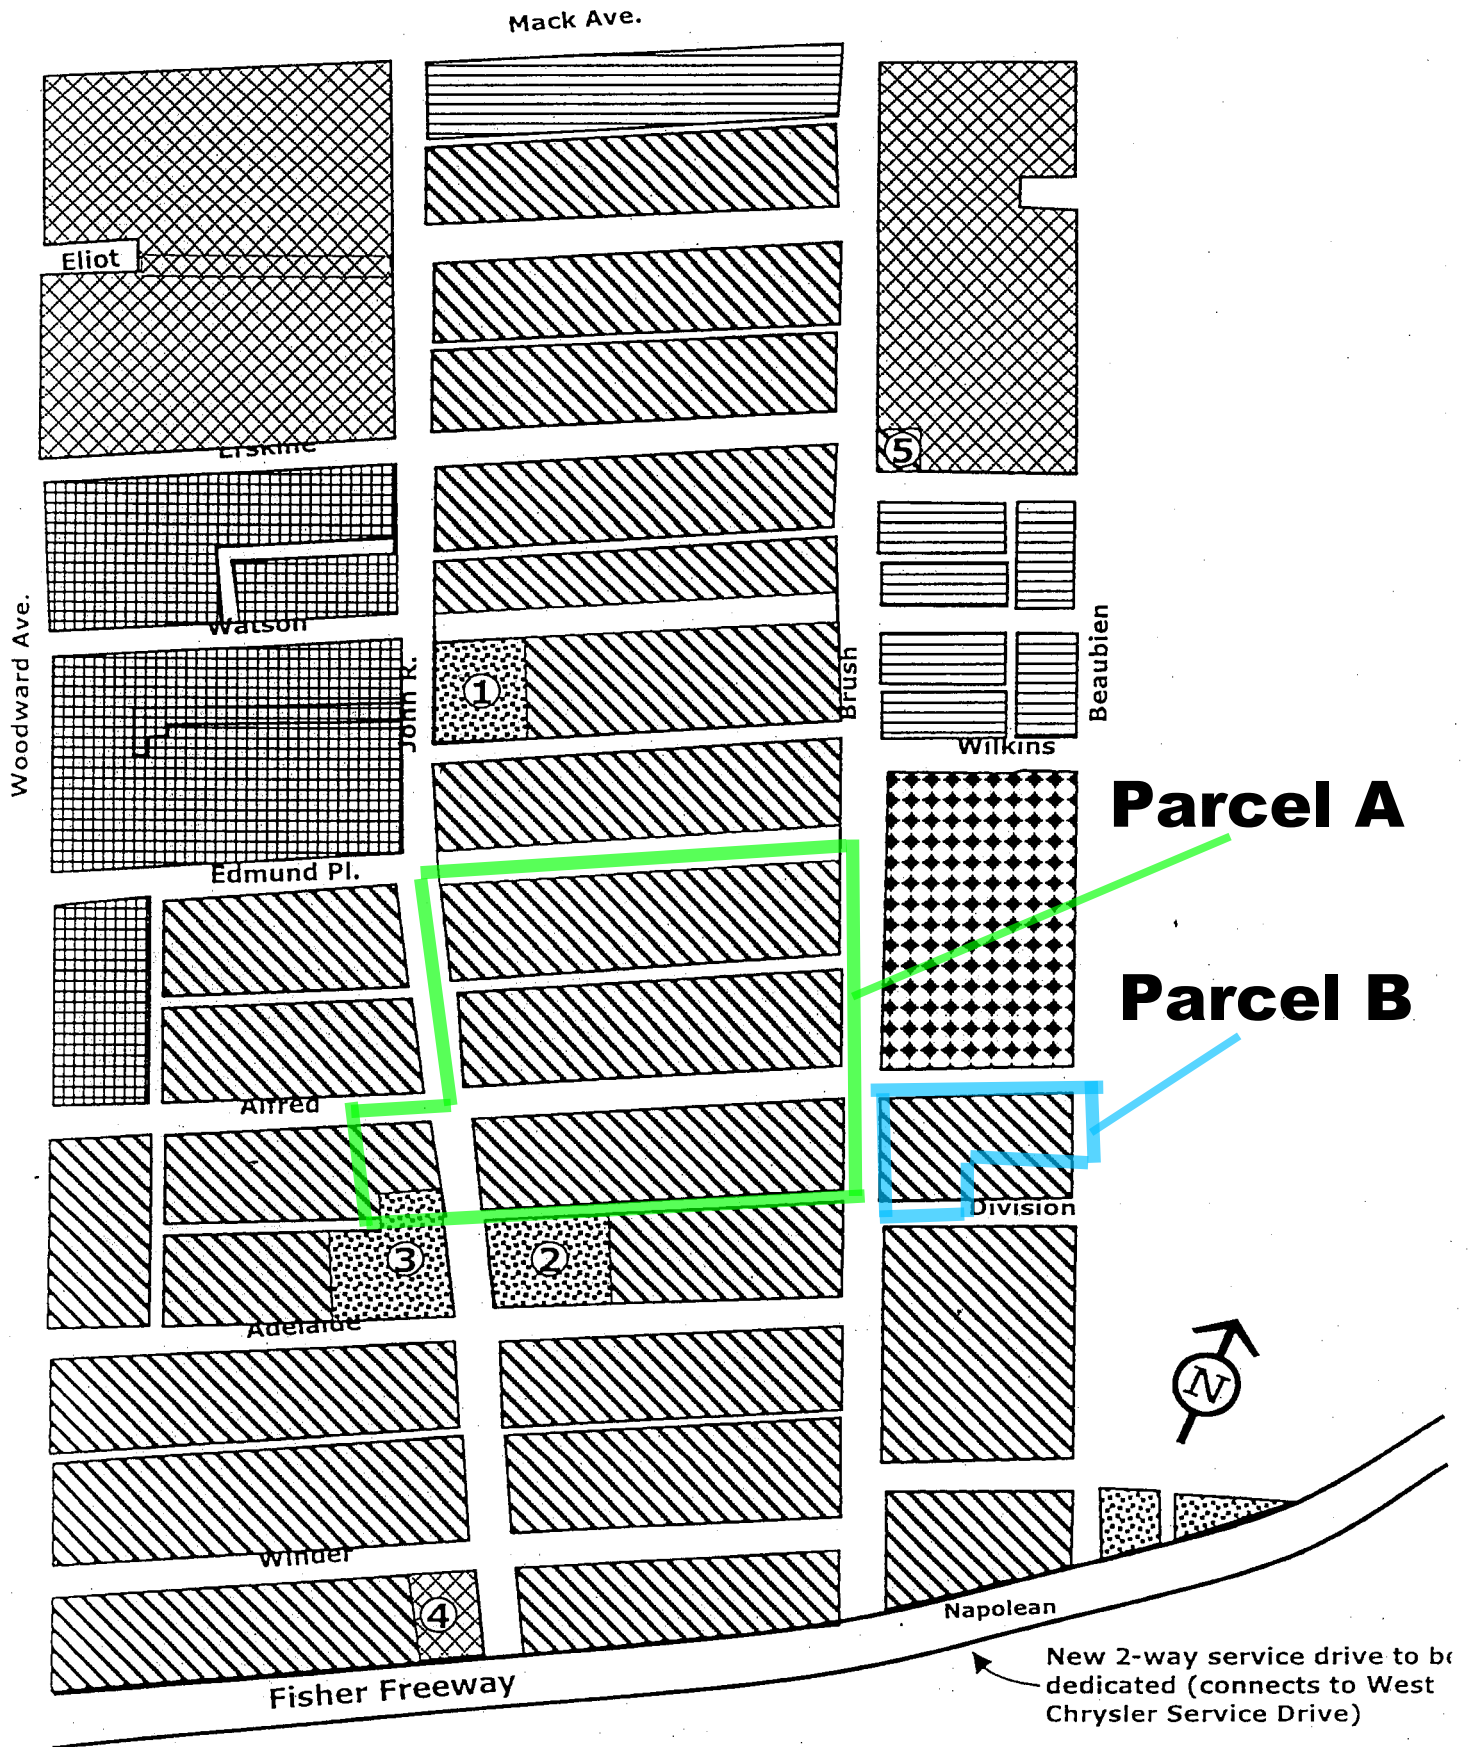 Mack Ave.
Eliot
Erskine
5
Watson
Woodward Ave.
John R.
1
Brush
Beaubien
Wilkins
Parcel A
Edmund Pl.
Parcel B
Alfred
Division
3
2
Adelaide
N
Winder
4
Napolean
Fisher Freeway
New 2-way service drive to be
dedicated (connects to West
Chrysler Service Drive)